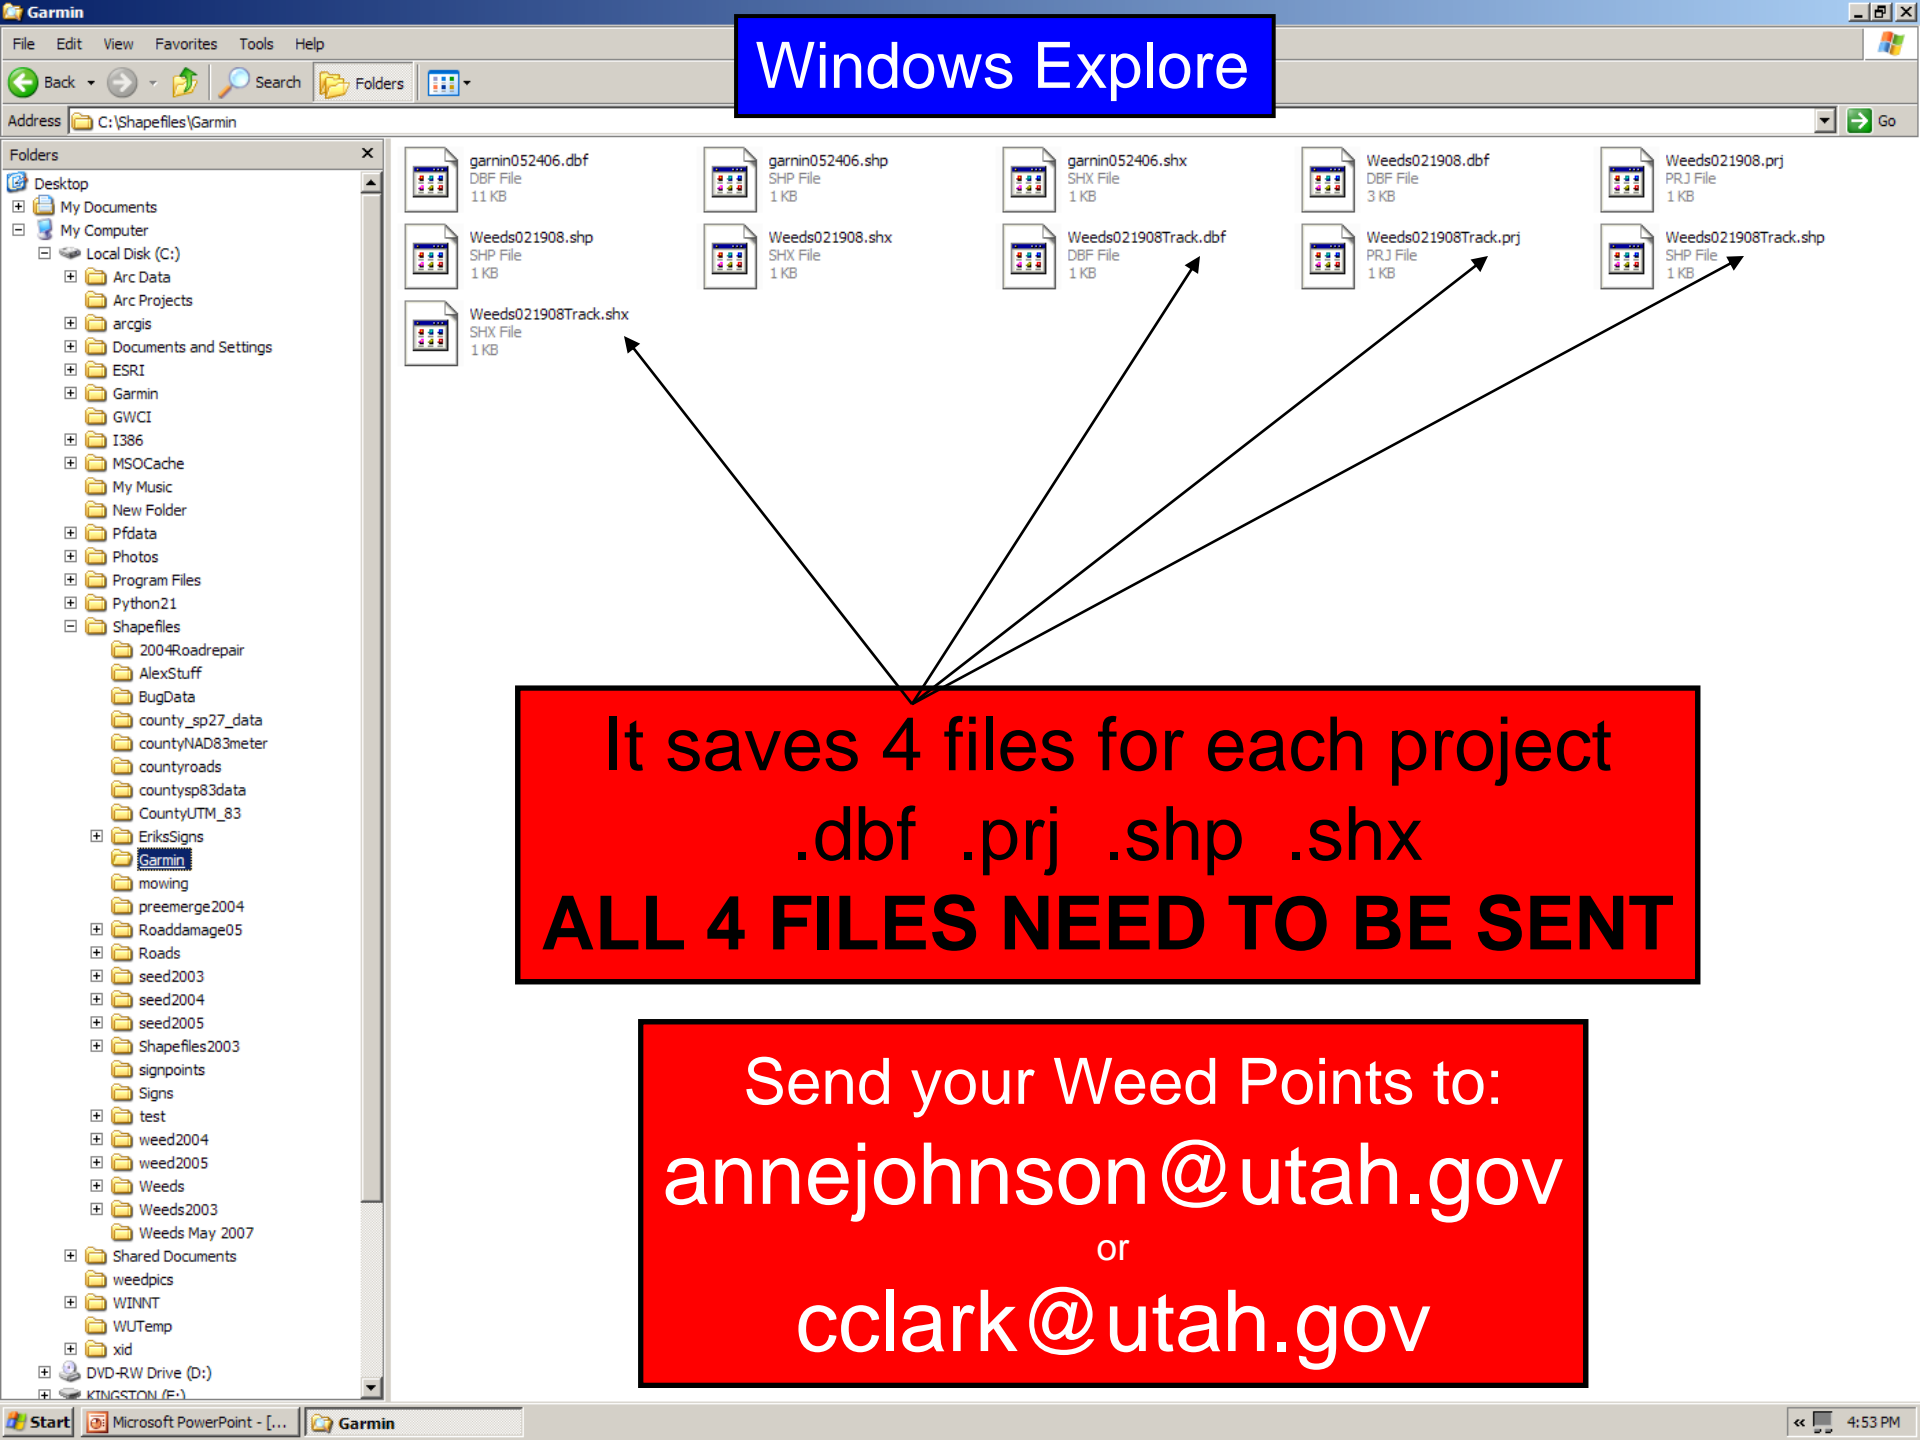 Garmin
Windows Explore
File Edit View Favorites Tools Help
Back Search Folders
Address C:\Shapefiles\Garmin Go
Folders
Desktop
My Documents
My Computer
Local Disk (C:)
Arc Data
Arc Projects
arcgis
Documents and Settings
ESRI
Garmin
GWCI
I386
MSOCache
My Music
New Folder
Pfdata
Photos
Program Files
Python21
Shapefiles
2004Roadrepair
AlexStuff
BugData
county_sp27_data
countyNAD83meter
countyroads
countysp83data
CountyUTM_83
EriksSigns
Garmin
mowing
preemerge2004
Roaddamage05
Roads
seed2003
seed2004
seed2005
Shapefiles2003
signpoints
Signs
test
weed2004
weed2005
Weeds
Weeds2003
Weeds May 2007
Shared Documents
weedpics
WINNT
WUTemp
xid
DVD-RW Drive (D:)
KINGSTON (E:)
garnin052406.dbf
DBF File
11 KB
garnin052406.shp
SHP File
1 KB
garnin052406.shx
SHX File
1 KB
Weeds021908.dbf
DBF File
3 KB
Weeds021908.prj
PRJ File
1 KB
Weeds021908.shp
SHP File
1 KB
Weeds021908.shx
SHX File
1 KB
Weeds021908Track.dbf
DBF File
1 KB
Weeds021908Track.prj
PRJ File
1 KB
Weeds021908Track.shp
SHP File
1 KB
Weeds021908Track.shx
SHX File
1 KB
It saves 4 files for each project
.dbf .prj .shp .shx
ALL 4 FILES NEED TO BE SENT
Send your Weed Points to:
annejohnson@utah.gov
or
cclark@utah.gov
Start Microsoft PowerPoint - [... Garmin « 4:53 PM